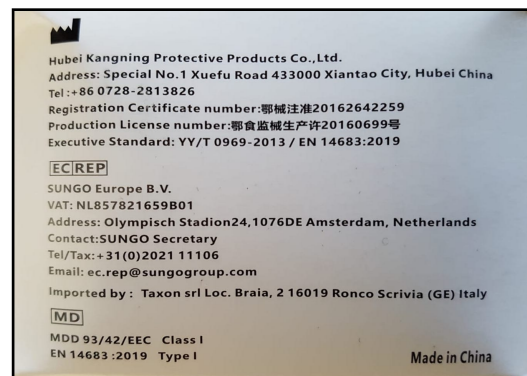 Hubei Kangning Protective Products Co.,Ltd.
Address: Special No.1 Xuefu Road 433000 Xiantao City, Hubei China
Tel:+86 0728-2813826
Registration Certificate number:鄂械注准20162642259
Production License number:鄂食监械生产许20160699号
Executive Standard: YY/T 0969-2013 / EN 14683:2019
EC REP
SUNGO Europe B.V.
VAT: NL857821659B01
Address: Olympisch Stadion24,1076DE Amsterdam, Netherlands
Contact:SUNGO Secretary
Tel/Tax:+31(0)2021 11106
Email: ec.rep@sungogroup.com
Imported by : Taxon srl Loc. Braia, 2 16019 Ronco Scrivia (GE) Italy
MD
MDD 93/42/EEC Class I
EN 14683 :2019 Type I
Made in China